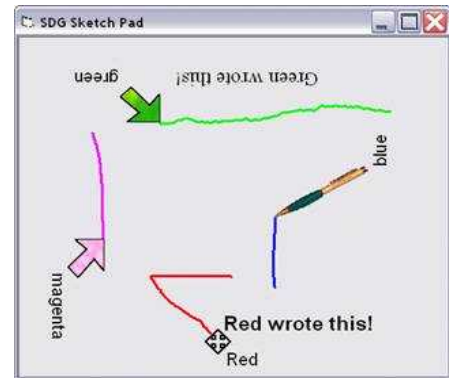 SDG Sketch Pad
green
Green wrote this!
blue
magenta
Red wrote this!
Red